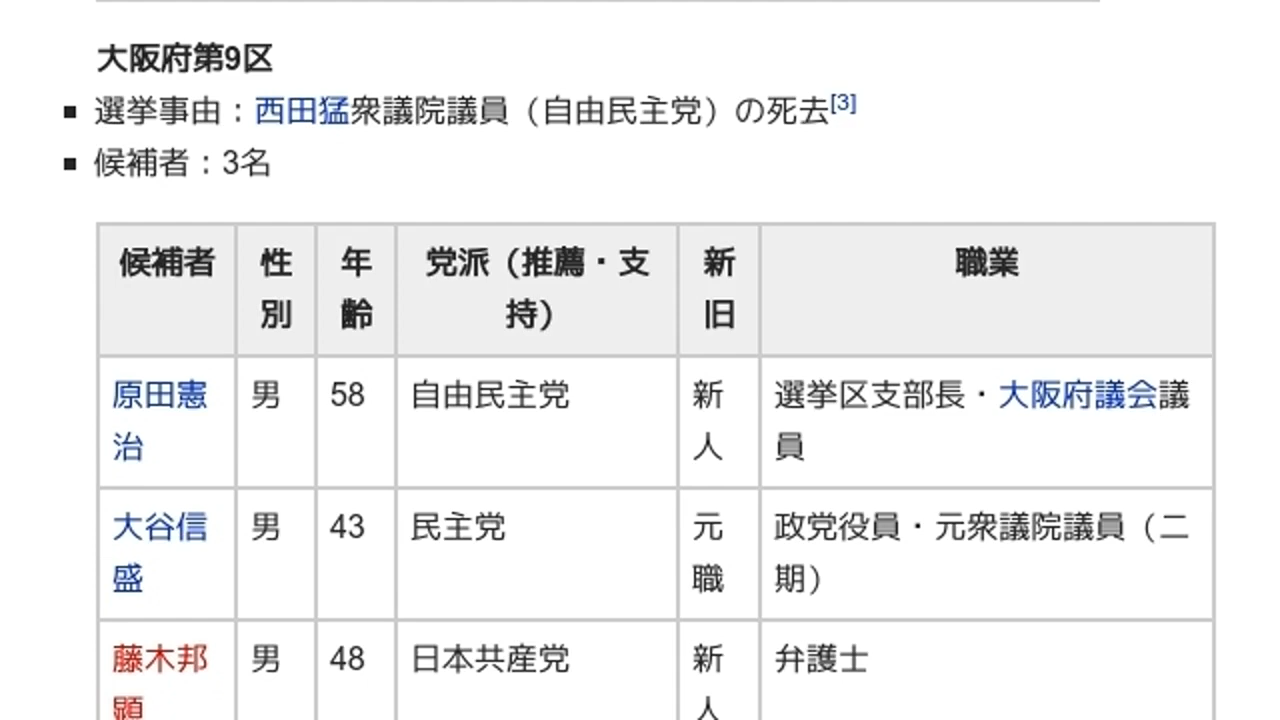 大阪府第9区
選挙事由：西田猛衆議院議員（自由民主党）の死去[3]
候補者：3名
候補者 性別 年齢 党派（推薦・支持） 新旧 職業
原田憲治 男 58 自由民主党 新人 選挙区支部長・大阪府議会議員
大谷信盛 男 43 民主党 元職 政党役員・元衆議院議員（二期）
藤木邦顕 男 48 日本共産党 新人 弁護士